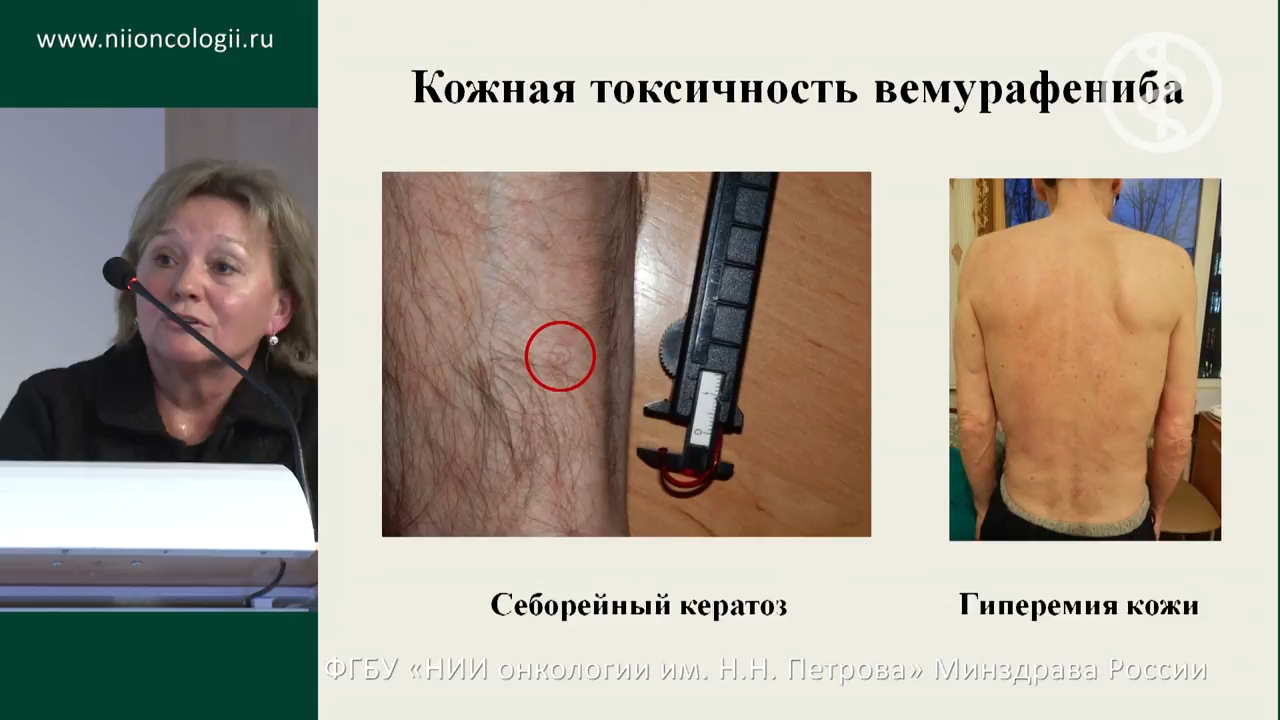 www.niioncologii.ru
Кожная токсичность вемурафениба
Себорейный кератоз
Гиперемия кожи
ФГБУ «НИИ онкологии им. Н.Н. Петрова» Минздрава России